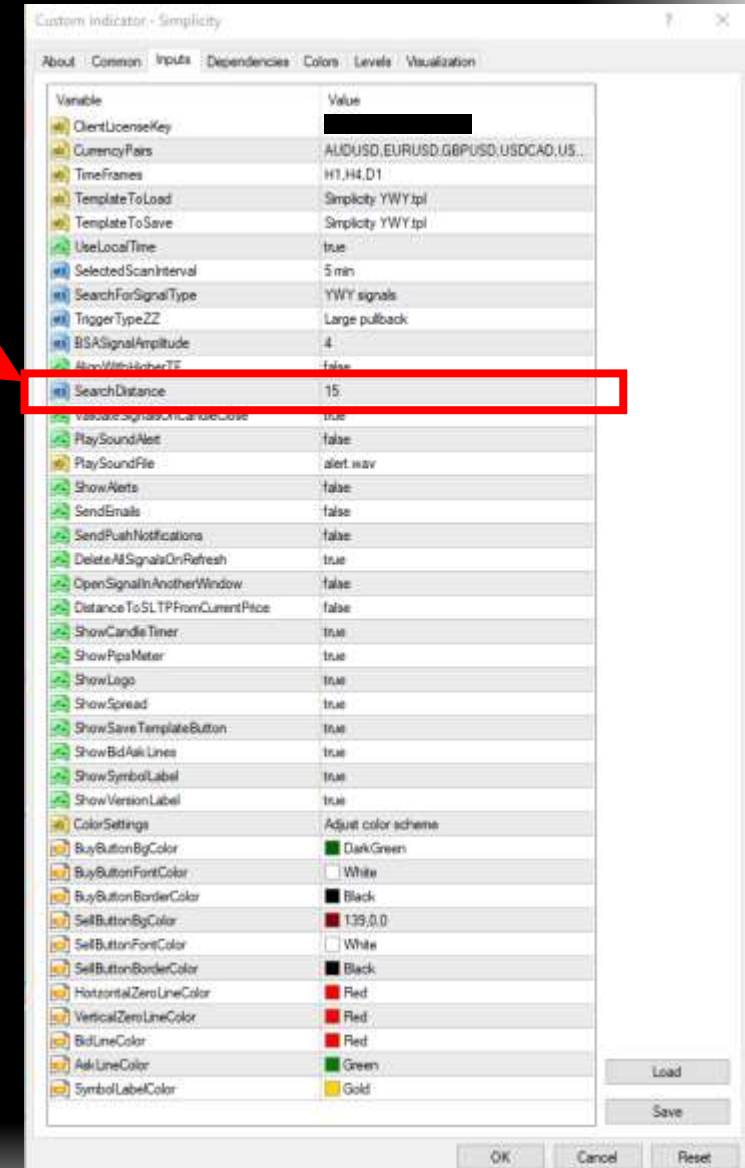 Custom Indicator - Simplicity ? ×
About Common Inputs Dependencies Colors Levels Visualization
Variable Value
ClientLicenseKey
CurrencyPairs AUDUSD,EURUSD,GBPUSD,USDCAD,US...
TimeFrames H1,H4,D1
TemplateToLoad Simplicity YWY.tpl
TemplateToSave Simplicity YWY.tpl
UseLocalTime true
SelectedScanInterval 5 min
SearchForSignalType YWY signals
TriggerTypeZZ Large pullback
BSASignalAmplitude 4
AlignWithHigherTF false
SearchDistance 15
ValidateSignalsOnCandleClose true
PlaySoundAlert false
PlaySoundFile alert.wav
ShowAlerts false
SendEmails false
SendPushNotifications false
DeleteAllSignalsOnRefresh true
OpenSignalInAnotherWindow false
DistanceToSLTPFromCurrentPrice false
ShowCandleTimer true
ShowPipsMeter true
ShowLogo true
ShowSpread true
ShowSaveTemplateButton true
ShowBidAskLines true
ShowSymbolLabel true
ShowVersionLabel true
ColorSettings Adjust color scheme
BuyButtonBgColor DarkGreen
BuyButtonFontColor White
BuyButtonBorderColor Black
SellButtonBgColor 139,0,0
SellButtonFontColor White
SellButtonBorderColor Black
HorizontalZeroLineColor Red
VerticalZeroLineColor Red
BidLineColor Red
AskLineColor Green
SymbolLabelColor Gold
Load
Save
OK Cancel Reset